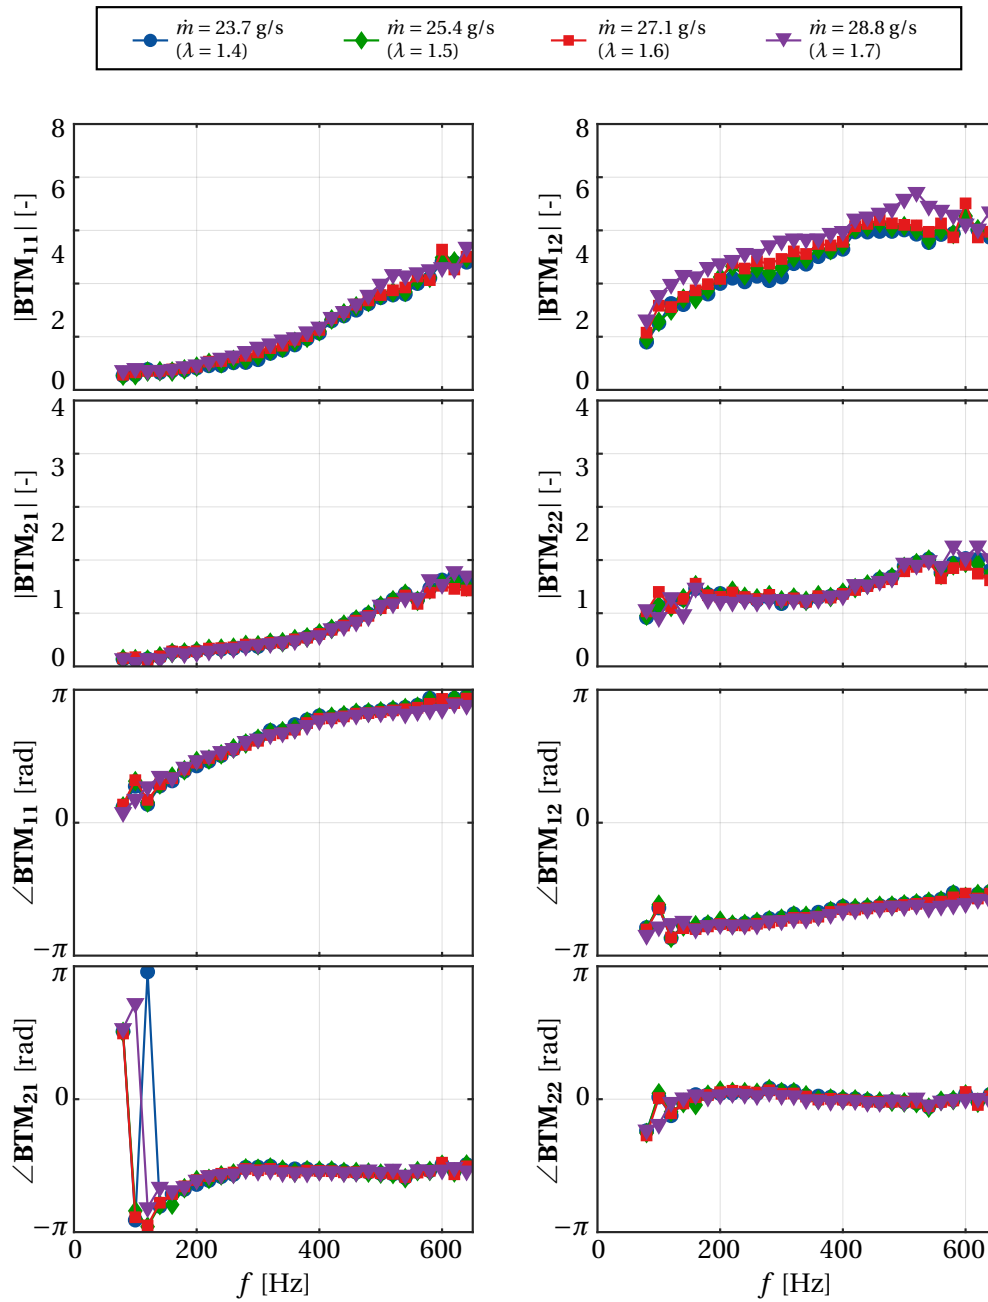 ṁ = 23.7 g/s
(λ = 1.4)
ṁ = 25.4 g/s
(λ = 1.5)
ṁ = 27.1 g/s
(λ = 1.6)
ṁ = 28.8 g/s
(λ = 1.7)
|BTM11| [-]
8
6
4
2
0
|BTM12| [-]
8
6
4
2
0
|BTM21| [-]
4
3
2
1
0
|BTM22| [-]
4
3
2
1
0
∠BTM11 [rad]
π
0
−π
∠BTM12 [rad]
π
0
−π
∠BTM21 [rad]
π
0
−π
∠BTM22 [rad]
π
0
−π
0 200 400 600
f [Hz]
0 200 400 600
f [Hz]